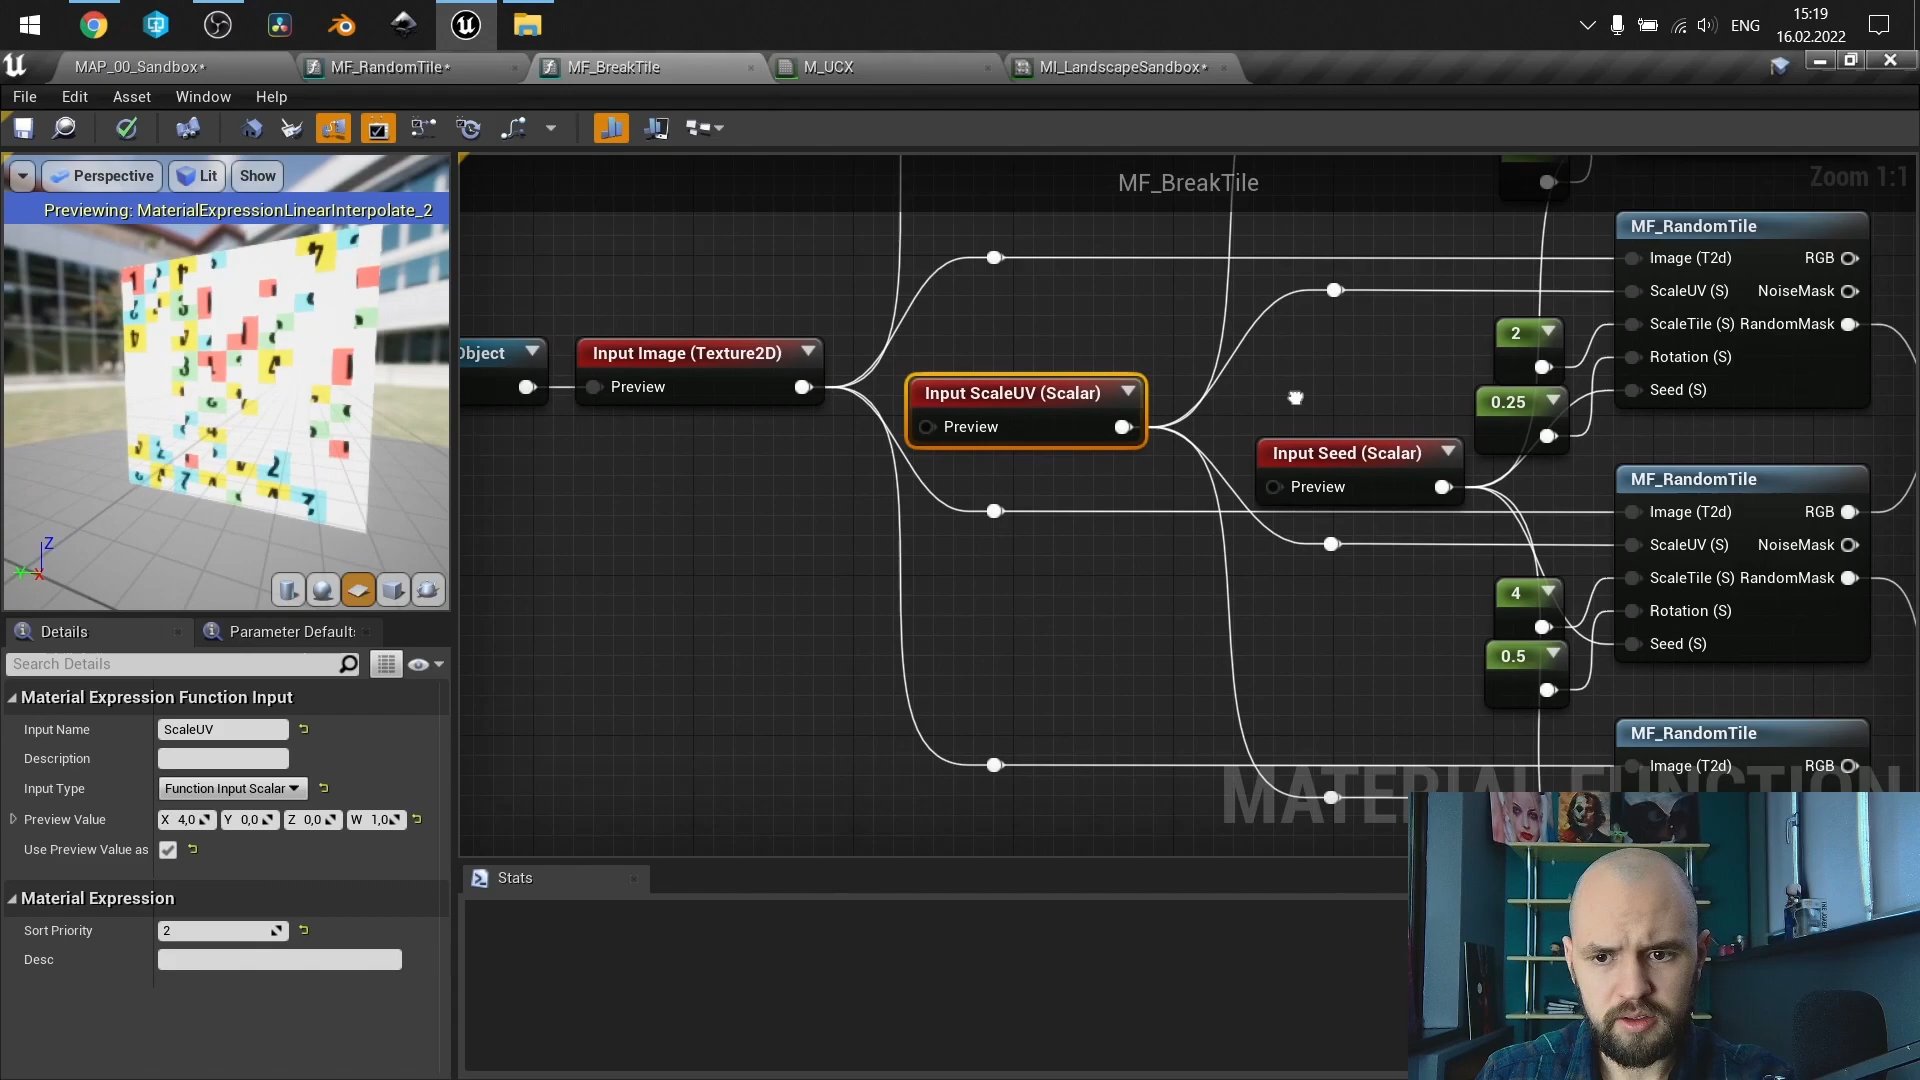 ENG
15:19
16.02.2022
MAP_00_Sandbox*
MF_RandomTile*
MF_BreakTile
M_UCX
MI_LandscapeSandbox*
File Edit Asset Window Help
Perspective
Lit
Show
Previewing: MaterialExpressionLinearInterpolate_2
MF_BreakTile
Zoom 1:1
Object
Input Image (Texture2D)
Preview
Input ScaleUV (Scalar)
Preview
Input Seed (Scalar)
Preview
2
0.25
4
0.5
MF_RandomTile
Image (T2d) RGB
ScaleUV (S) NoiseMask
ScaleTile (S) RandomMask
Rotation (S)
Seed (S)
MF_RandomTile
Image (T2d) RGB
ScaleUV (S) NoiseMask
ScaleTile (S) RandomMask
Rotation (S)
Seed (S)
MF_RandomTile
Image (T2d) RGB
MATERIAL FUNCTION
Z
Details
Parameter Default
Search Details
Material Expression Function Input
Input Name ScaleUV
Description
Input Type Function Input Scalar
Preview Value X 4,0 Y 0,0 Z 0,0 W 1,0
Use Preview Value as
Material Expression
Sort Priority 2
Desc
Stats